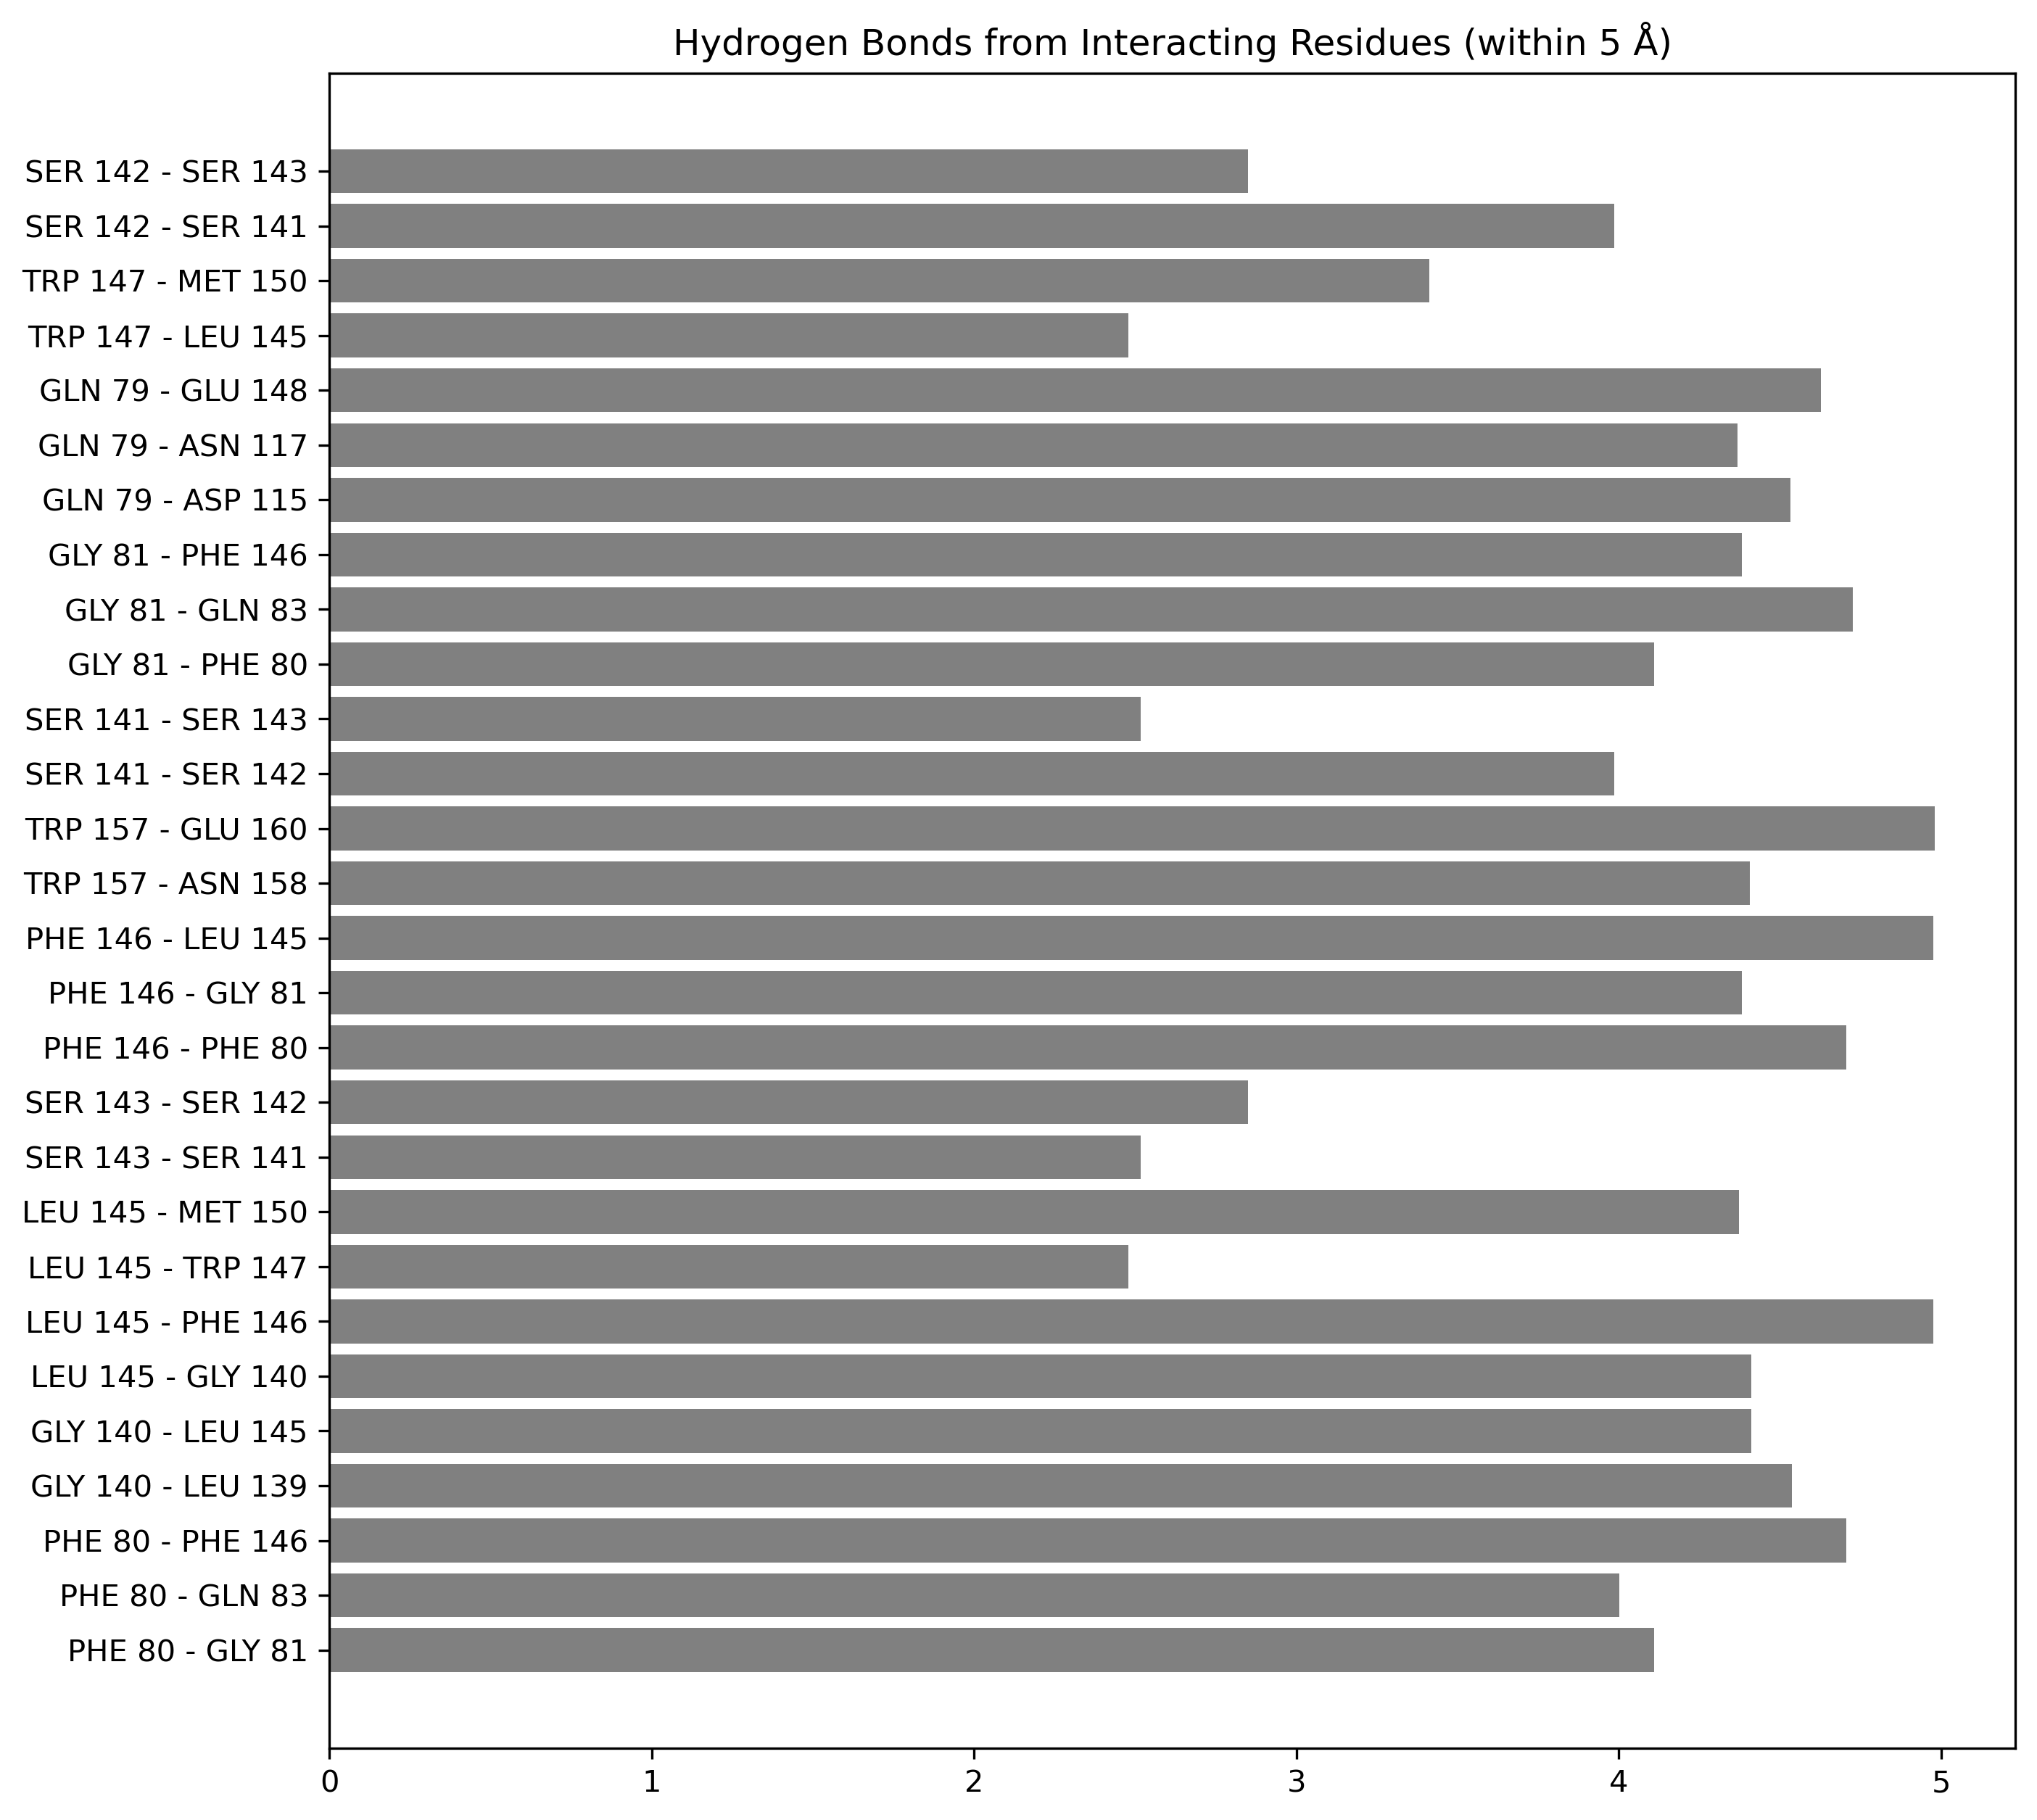 Hydrogen Bonds from Interacting Residues (within 5 Å)
SER 142 - SER 143
SER 142 - SER 141
TRP 147 - MET 150
TRP 147 - LEU 145
GLN 79 - GLU 148
GLN 79 - ASN 117
GLN 79 - ASP 115
GLY 81 - PHE 146
GLY 81 - GLN 83
GLY 81 - PHE 80
SER 141 - SER 143
SER 141 - SER 142
TRP 157 - GLU 160
TRP 157 - ASN 158
PHE 146 - LEU 145
PHE 146 - GLY 81
PHE 146 - PHE 80
SER 143 - SER 142
SER 143 - SER 141
LEU 145 - MET 150
LEU 145 - TRP 147
LEU 145 - PHE 146
LEU 145 - GLY 140
GLY 140 - LEU 145
GLY 140 - LEU 139
PHE 80 - PHE 146
PHE 80 - GLN 83
PHE 80 - GLY 81
0 1 2 3 4 5